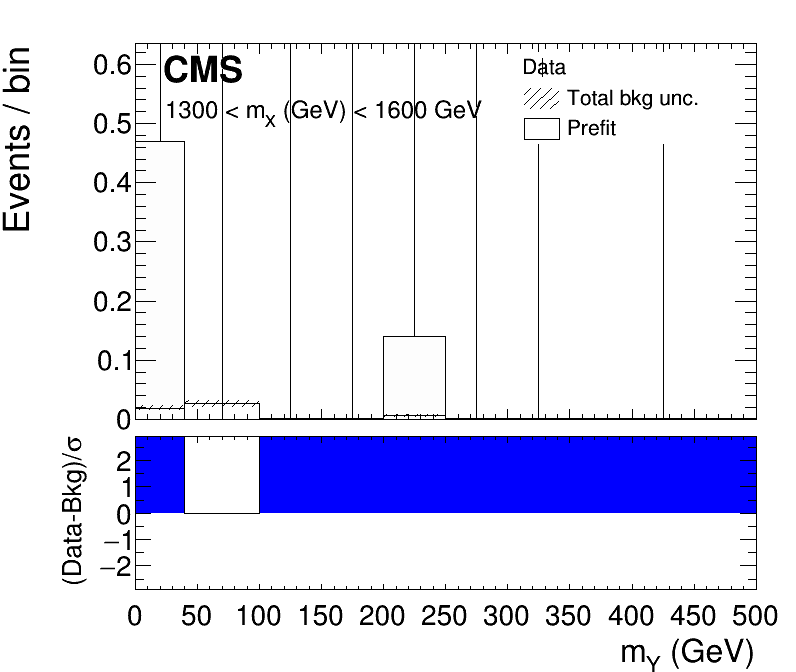 Events / bin
0.6
0.5
0.4
0.3
0.2
0.1
0
CMS
1300 < mX (GeV) < 1600 GeV
Data
Total bkg unc.
Prefit
(Data-Bkg)/σ
2
1
0
−1
−2
0 50 100 150 200 250 300 350 400 450 500
mY (GeV)